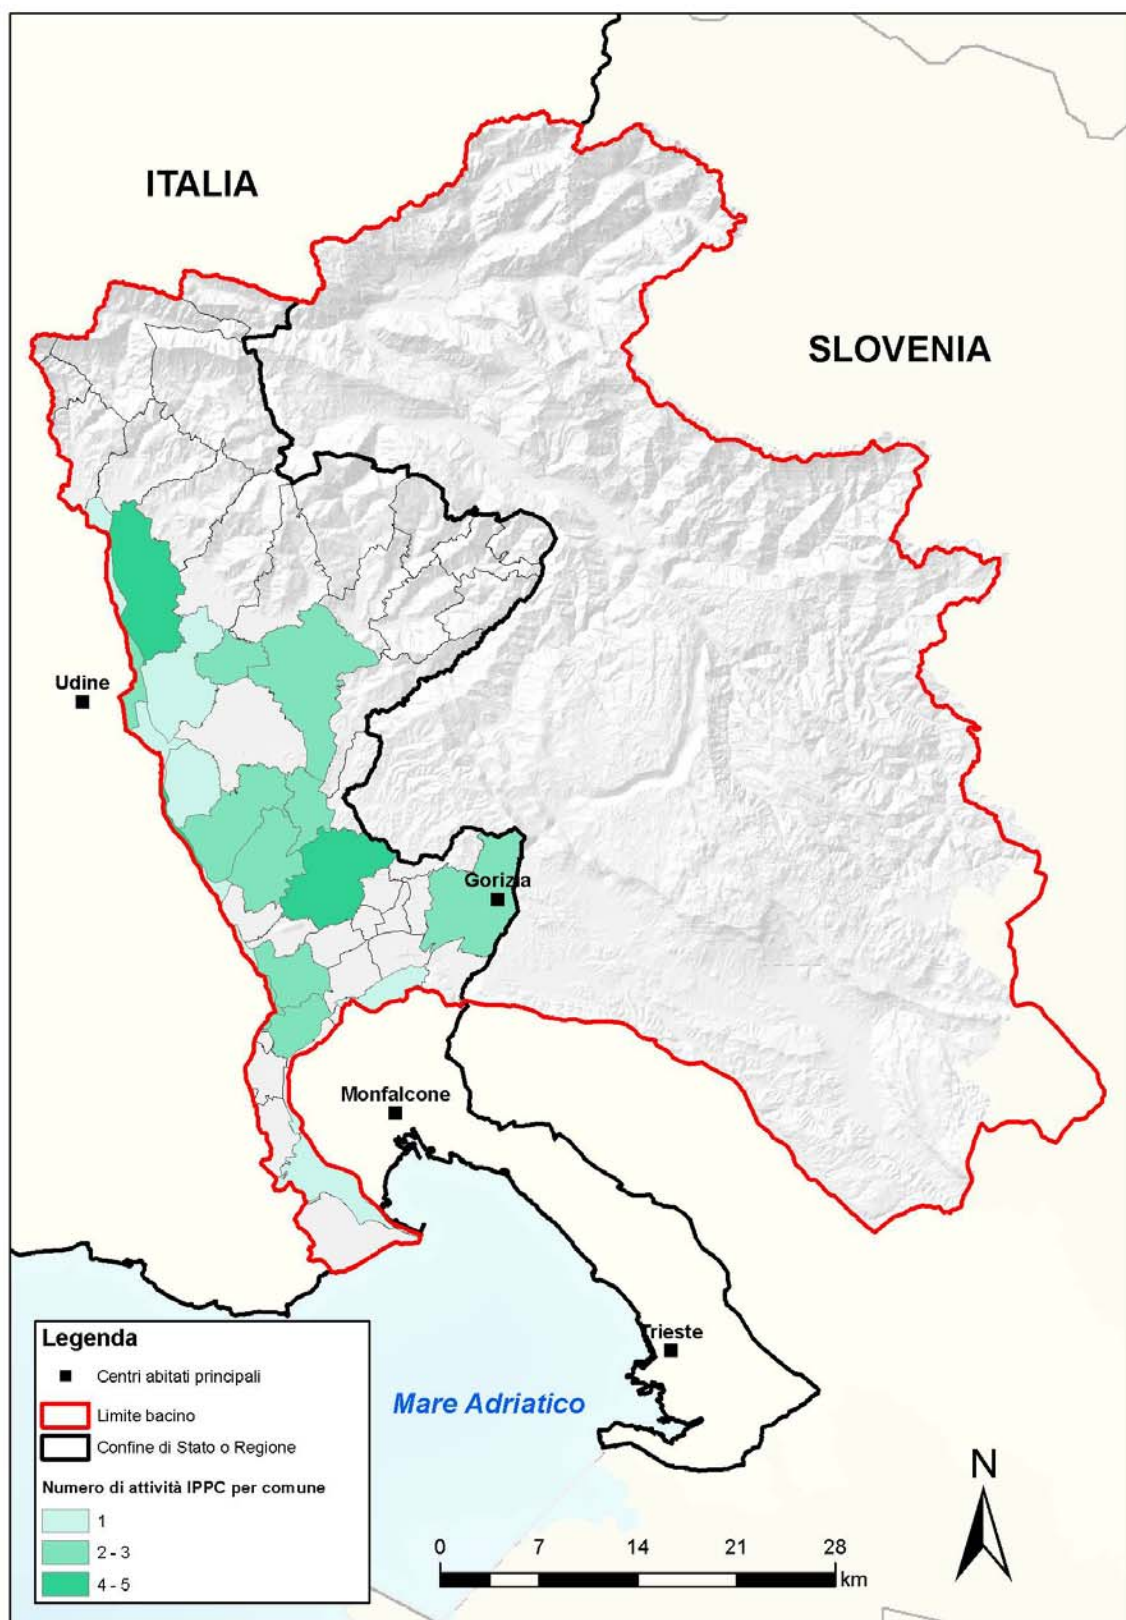 ITALIA
SLOVENIA
Udine
Gorizia
Monfalcone
Trieste
Mare Adriatico
Legenda
Centri abitati principali
Limite bacino
Confine di Stato o Regione
Numero di attività IPPC per comune
1
2 - 3
4 - 5
N
0 7 14 21 28
km